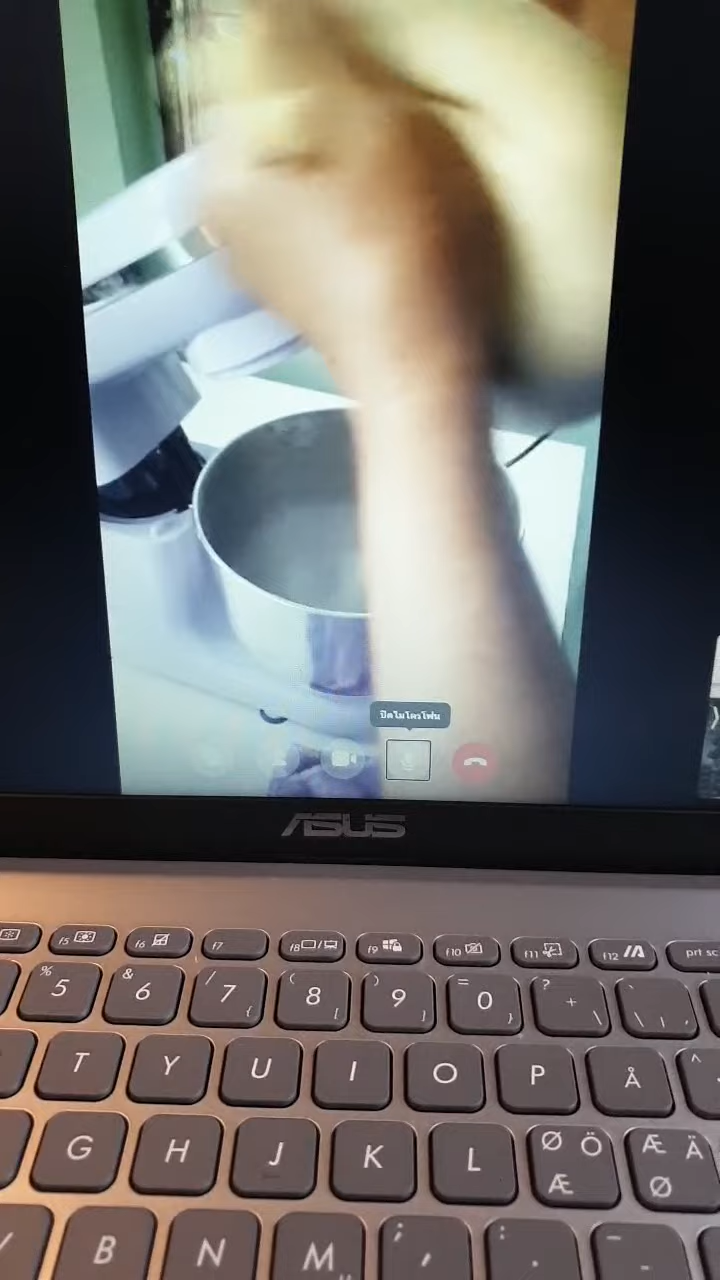 ปิดไมโครโฟน
ASUS
f5 f6 f7 f8 f9 f10 f11 f12 prt sc
% 5 & 6 / 7 { ( 8 [ ) 9 ] = 0 } ? + \ ` | ´
T Y U I O P Å ^
G H J K L Ø Ö Æ Æ Ä Ø
B N M µ ; , : . _ -